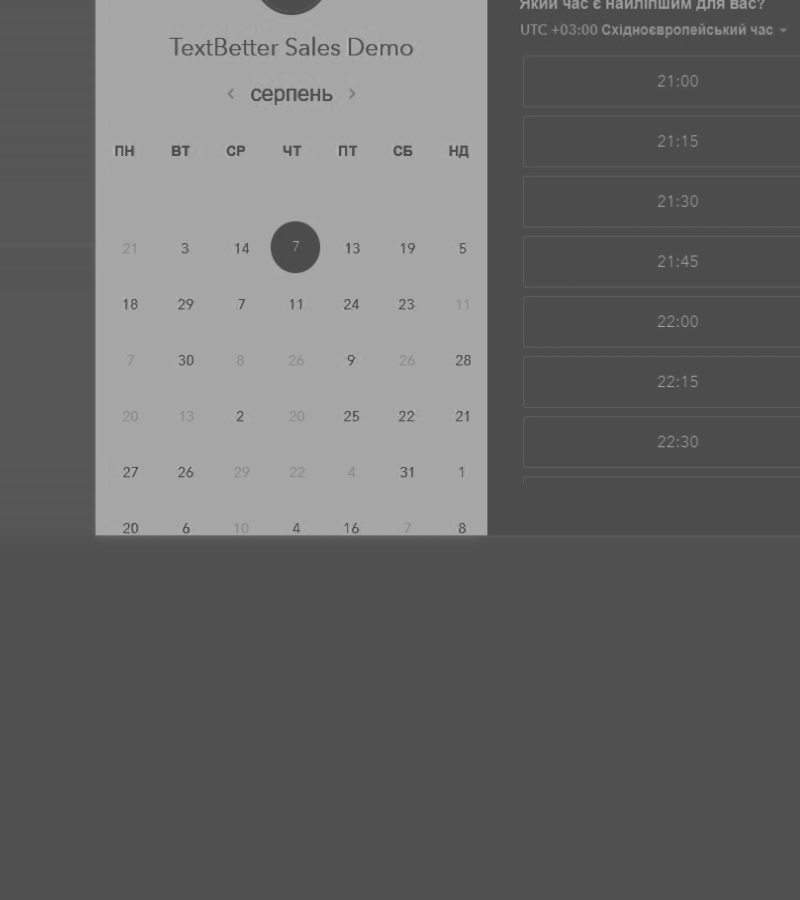 TextBetter Sales Demo
‹ серпень ›
ПН ВТ СР ЧТ ПТ СБ НД
21 3 14 7 13 19 5
18 29 7 11 24 23 11
7 30 8 26 9 26 28
20 13 2 20 25 22 21
27 26 29 22 4 31 1
20 6 10 4 16 7 8
Який час є найліпшим для вас?
UTC +03:00 Східноєвропейський час
21:00
21:15
21:30
21:45
22:00
22:15
22:30